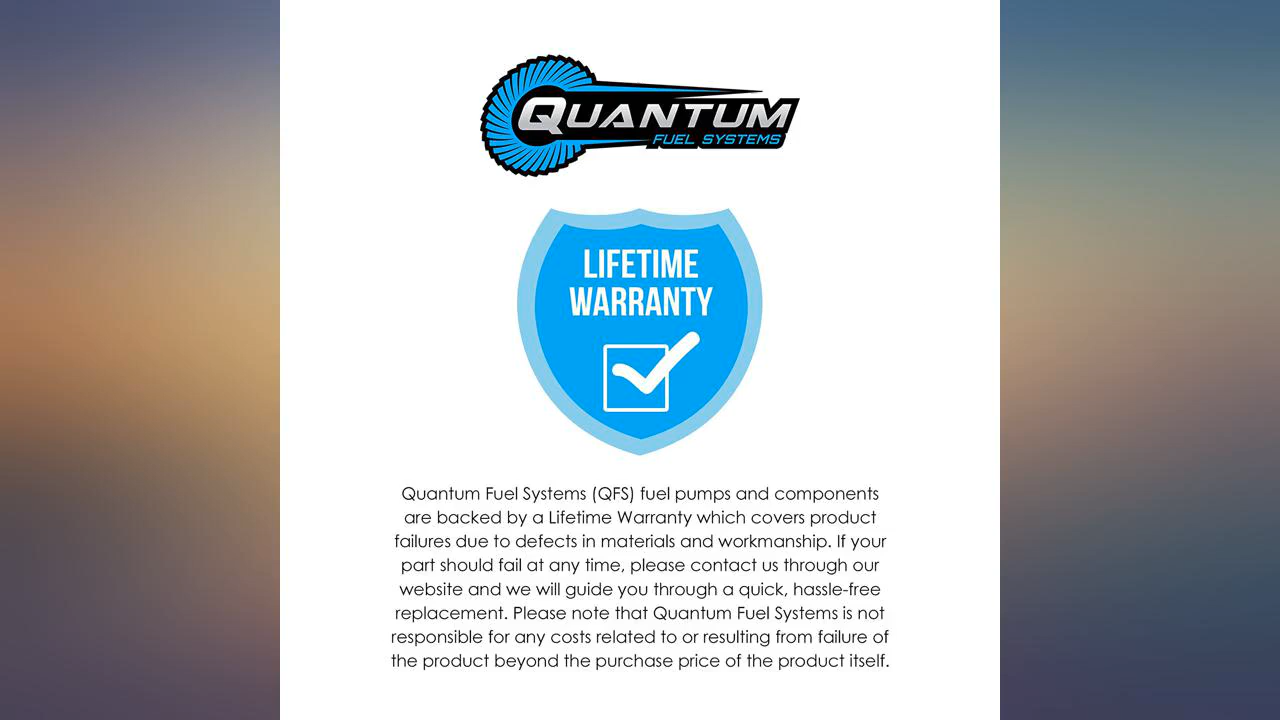 QUANTUM
FUEL SYSTEMS
LIFETIME
WARRANTY
Quantum Fuel Systems (QFS) fuel pumps and components
are backed by a Lifetime Warranty which covers product
failures due to defects in materials and workmanship. If your
part should fail at any time, please contact us through our
website and we will guide you through a quick, hassle-free
replacement. Please note that Quantum Fuel Systems is not
responsible for any costs related to or resulting from failure of
the product beyond the purchase price of the product itself.